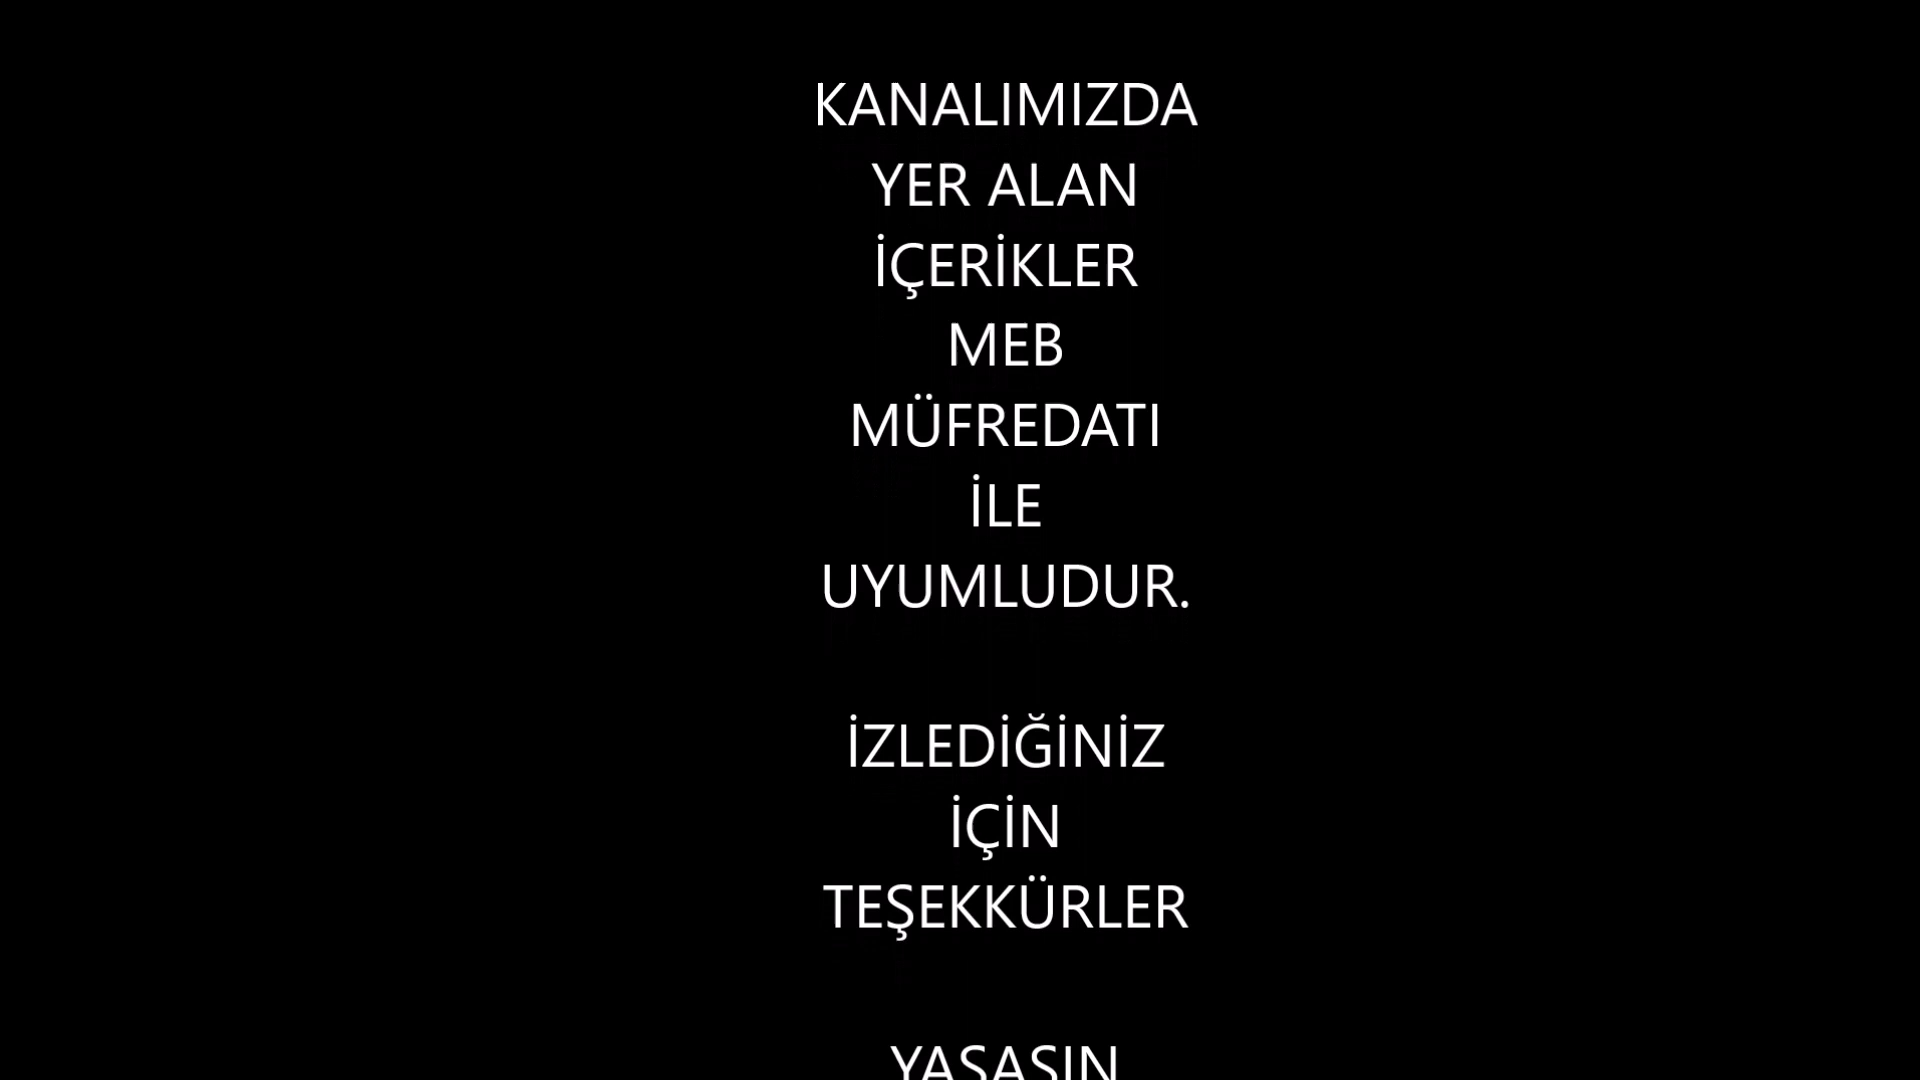 KANALIMIZDA
YER ALAN
İÇERİKLER
MEB
MÜFREDATI
İLE
UYUMLUDUR.
İZLEDİĞİNİZ
İÇİN
TEŞEKKÜRLER